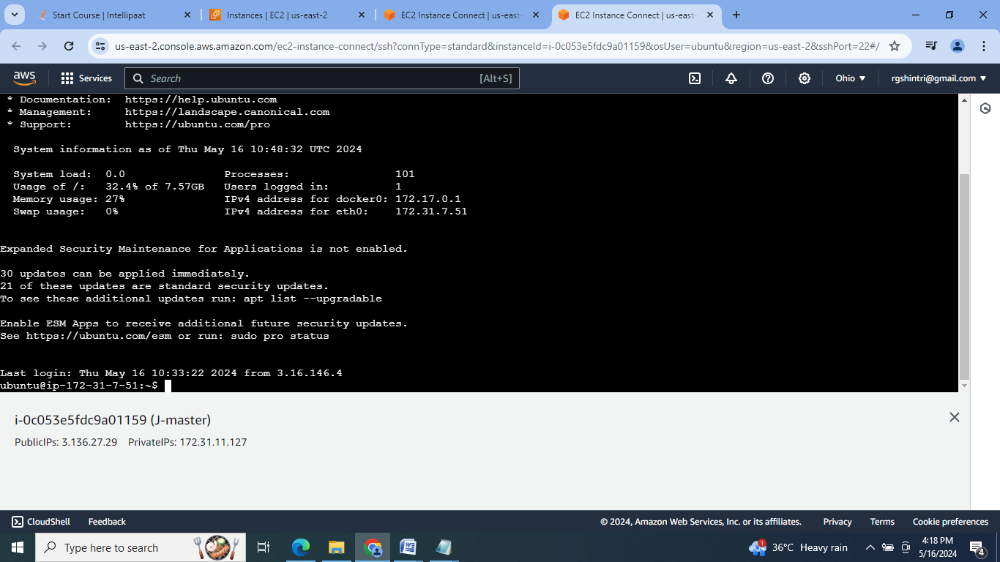 Start Course | Intellipaat
Instances | EC2 | us-east-2
EC2 Instance Connect | us-east-
EC2 Instance Connect | us-east-
us-east-2.console.aws.amazon.com/ec2-instance-connect/ssh?connType=standard&instanceId=i-0c053e5fdc9a01159&osUser=ubuntu&region=us-east-2&sshPort=22#/
aws Services Search [Alt+S] Ohio rgshintri@gmail.com
* Documentation: https://help.ubuntu.com
* Management: https://landscape.canonical.com
* Support: https://ubuntu.com/pro
System information as of Thu May 16 10:48:32 UTC 2024
System load: 0.0 Processes: 101
Usage of /: 32.4% of 7.57GB Users logged in: 1
Memory usage: 27% IPv4 address for docker0: 172.17.0.1
Swap usage: 0% IPv4 address for eth0: 172.31.7.51
Expanded Security Maintenance for Applications is not enabled.
30 updates can be applied immediately.
21 of these updates are standard security updates.
To see these additional updates run: apt list --upgradable
Enable ESM Apps to receive additional future security updates.
See https://ubuntu.com/esm or run: sudo pro status
Last login: Thu May 16 10:33:22 2024 from 3.16.146.4
ubuntu@ip-172-31-7-51:~$
i-0c053e5fdc9a01159 (J-master)
PublicIPs: 3.136.27.29 PrivateIPs: 172.31.11.127
CloudShell Feedback © 2024, Amazon Web Services, Inc. or its affiliates. Privacy Terms Cookie preferences
Type here to search 1 36°C Heavy rain 4:18 PM
5/16/2024 4